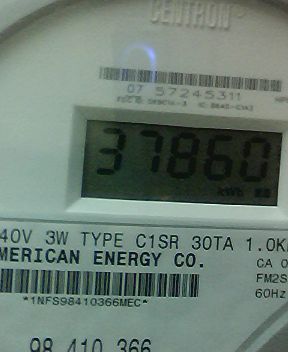 CENTRON
07 57245311
37860
kWh
40V 3W TYPE C1SR 30TA 1.0K
MERICAN ENERGY CO.
CA 0
FM2S
*1NFS98410366MEC*
60Hz
98 410 366